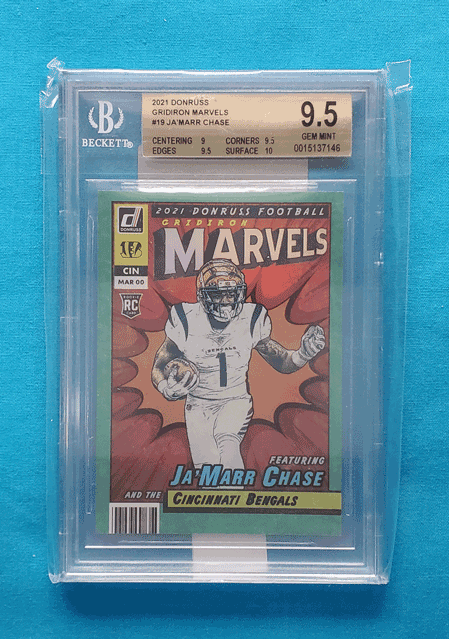 B
BECKETT®
2021 DONRUSS
GRIDIRON MARVELS
#19 JA'MARR CHASE
CENTERING 9 CORNERS 9.5
EDGES 9.5 SURFACE 10
9.5
GEM MINT
0015137146
d
DONRUSS
2021 DONRUSS FOOTBALL
GRIDIRON
MARVELS
B
CIN
MAR 00
ROOKIE
RC
BENGALS
1
FEATURING
JA'MARR CHASE
AND THE
CINCINNATI BENGALS